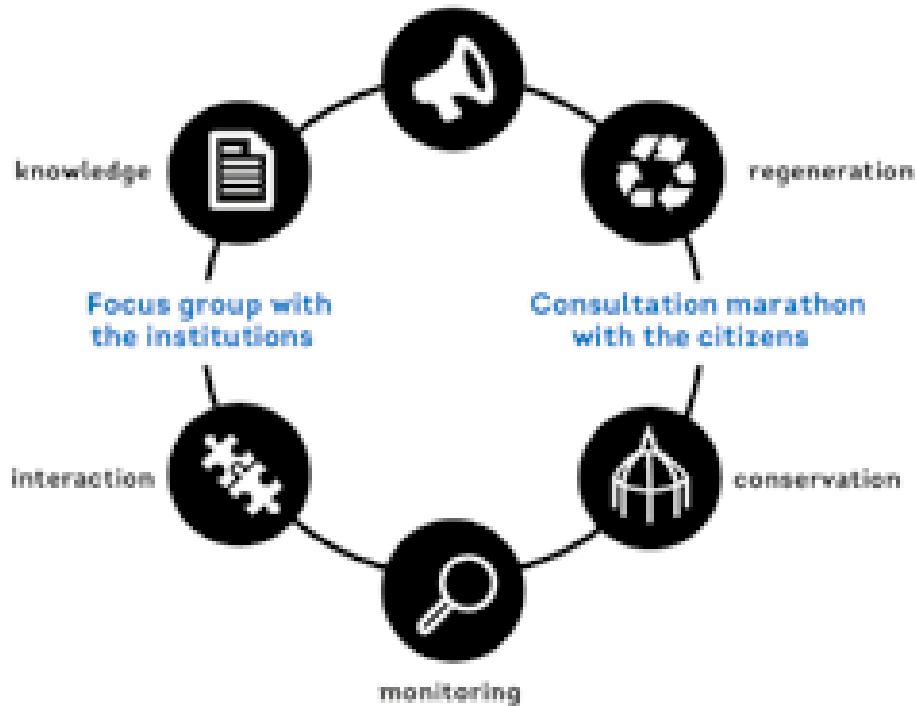 knowledge
regeneration
Focus group with
the institutions
Consultation marathon
with the citizens
interaction
conservation
monitoring